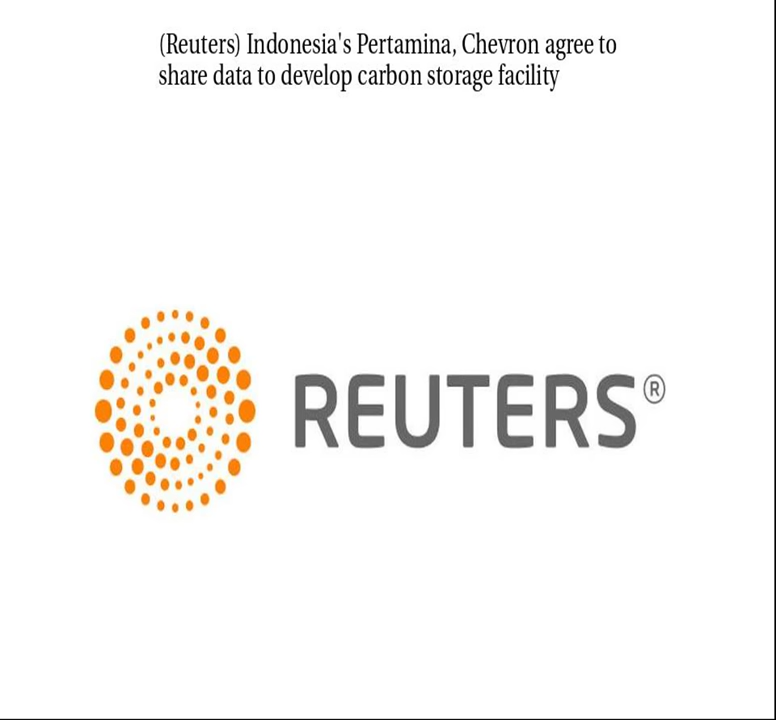 (Reuters) Indonesia's Pertamina, Chevron agree to
share data to develop carbon storage facility
REUTERS®